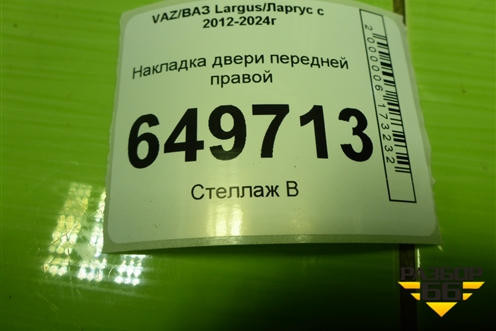 VAZ/ВАЗ Largus/Ларгус с
2012-2024г
Накладка двери передней
правой
649713
Стеллаж В
2000006173232
РАЗБОР
66